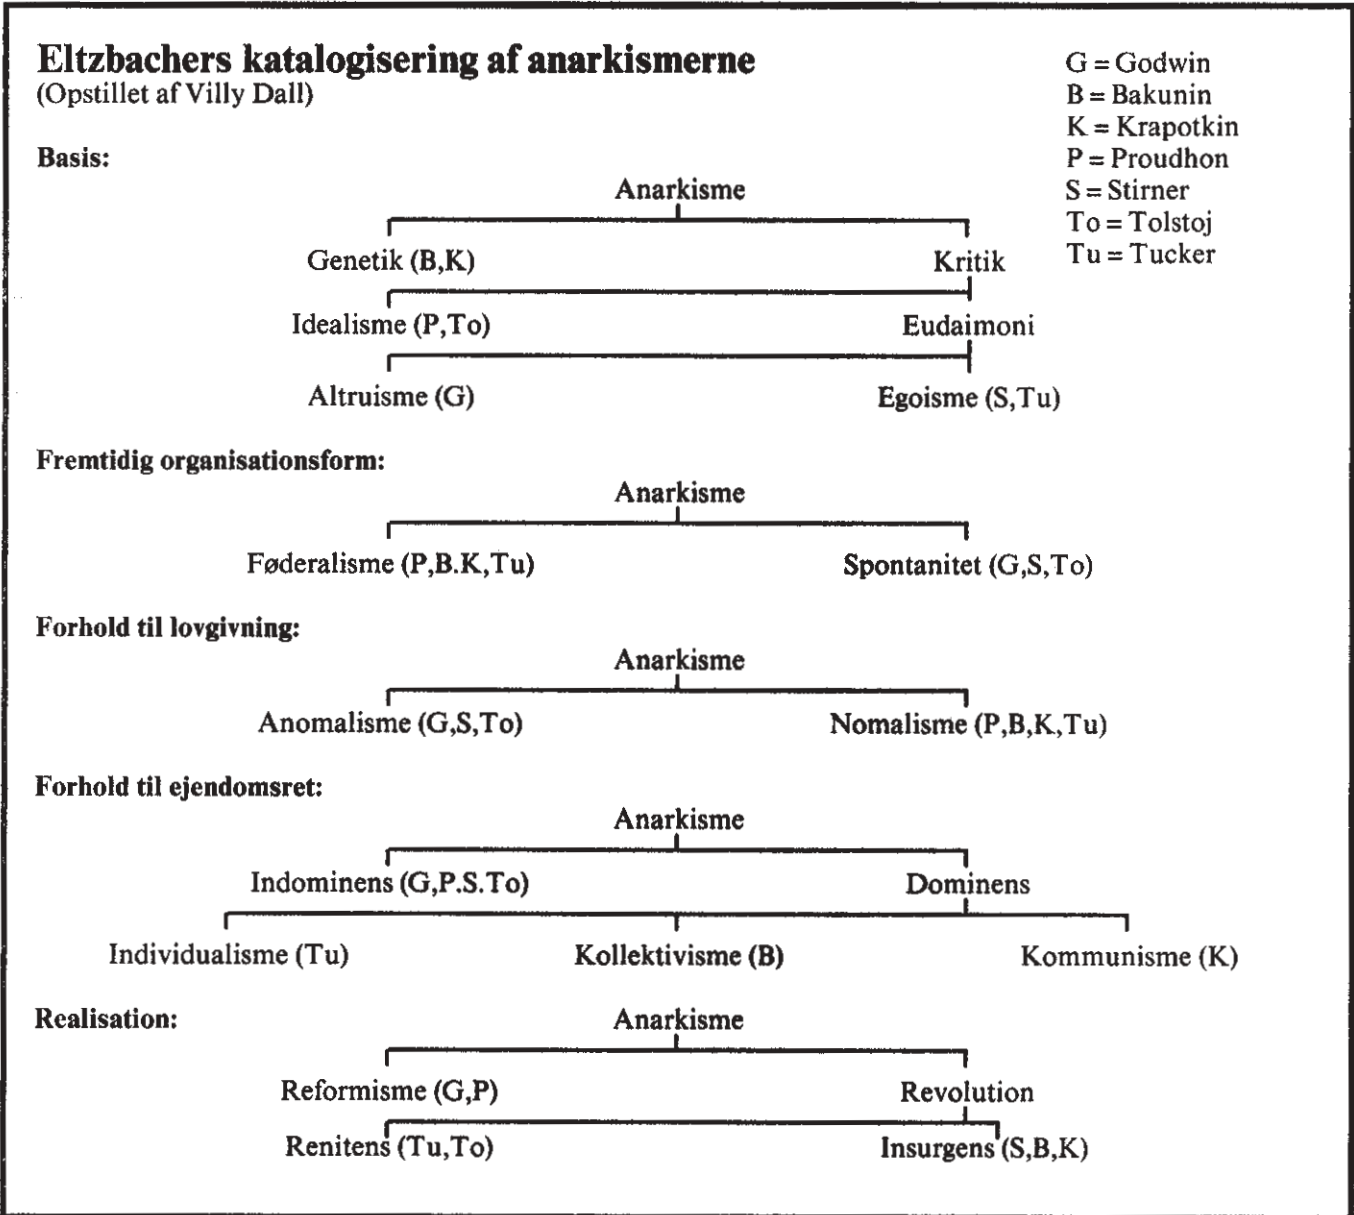 Eltzbachers katalogisering af anarkismerne
(Opstillet af Villy Dall)
G = Godwin
B = Bakunin
K = Krapotkin
P = Proudhon
S = Stirner
To = Tolstoj
Tu = Tucker
Basis:
Anarkisme
Genetik (B,K) Kritik
Idealisme (P,To) Eudaimoni
Altruisme (G) Egoisme (S,Tu)
Fremtidig organisationsform:
Anarkisme
Føderalisme (P,B.K,Tu) Spontanitet (G,S,To)
Forhold til lovgivning:
Anarkisme
Anomalisme (G,S,To) Nomalisme (P,B,K,Tu)
Forhold til ejendomsret:
Anarkisme
Indominens (G,P.S.To) Dominens
Individualisme (Tu) Kollektivisme (B) Kommunisme (K)
Realisation:
Anarkisme
Reformisme (G,P) Revolution
Renitens (Tu,To) Insurgens (S,B,K)